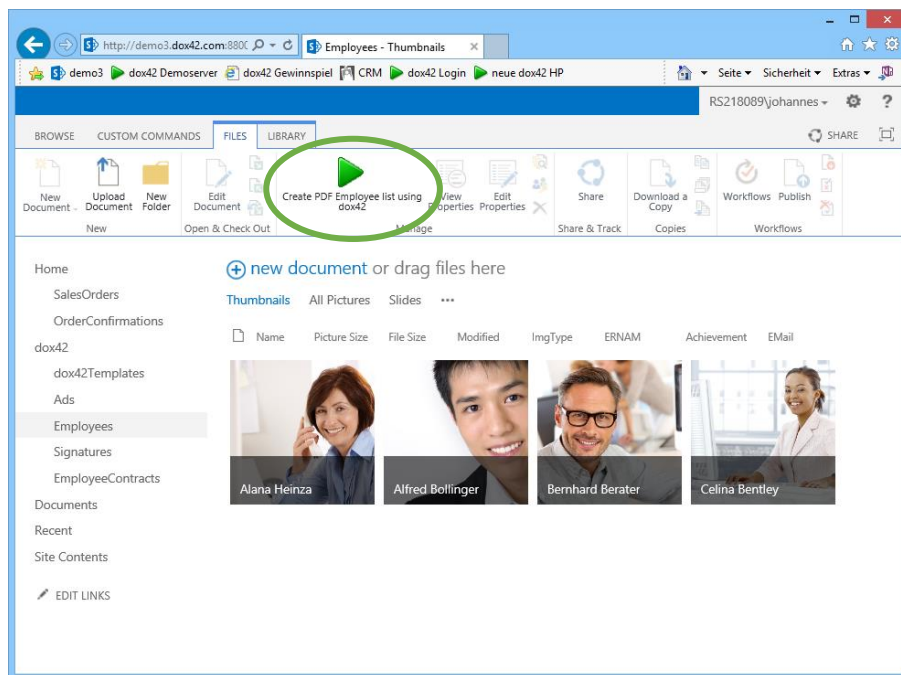 http://demo3.dox42.com:880
Employees - Thumbnails
demo3 dox42 Demoserver dox42 Gewinnspiel CRM dox42 Login neue dox42 HP Seite Sicherheit Extras
RS218089\johannes
BROWSE CUSTOM COMMANDS FILES LIBRARY SHARE
New Document
Upload Document
New Folder
Edit Document
Create PDF Employee list using dox42
View Properties
Edit Properties
Share
Download a Copy
Workflows
Publish
New Open & Check Out Manage Share & Track Copies Workflows
Home
SalesOrders
OrderConfirmations
dox42
dox42Templates
Ads
Employees
Signatures
EmployeeContracts
Documents
Recent
Site Contents
EDIT LINKS
new document or drag files here
Thumbnails All Pictures Slides •••
Name Picture Size File Size Modified ImgType ERNAM Achievement EMail
Alana Heinza
Alfred Bollinger
Bernhard Berater
Celina Bentley